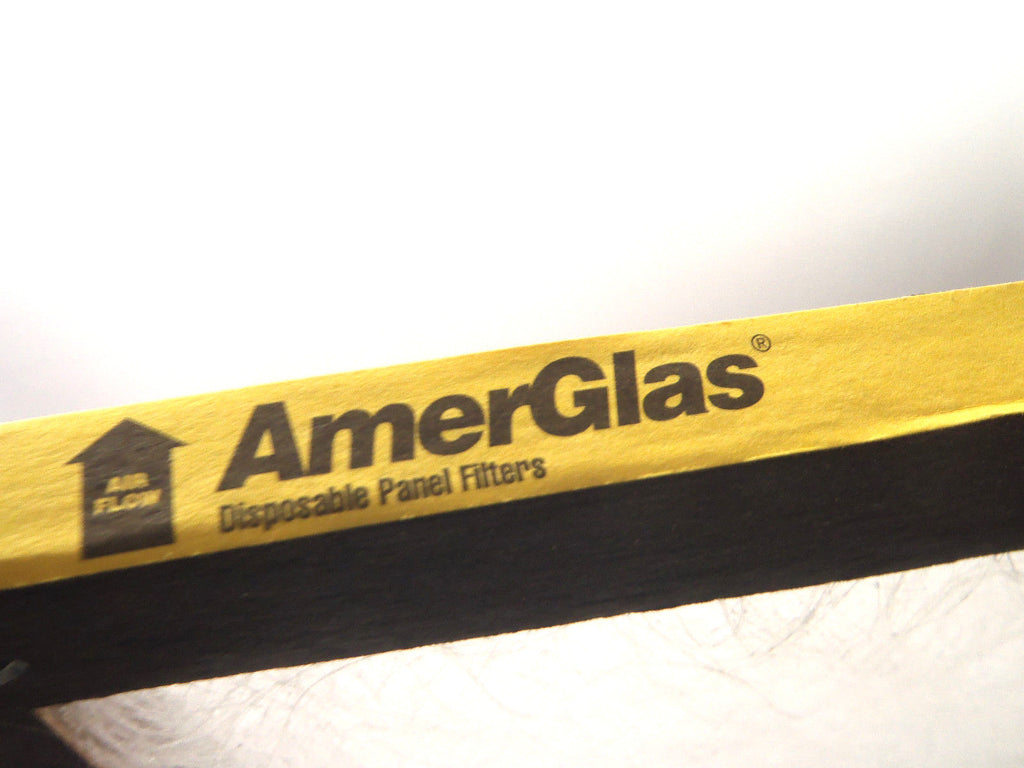 AIR
FLOW
AmerGlas®
Disposable Panel Filters